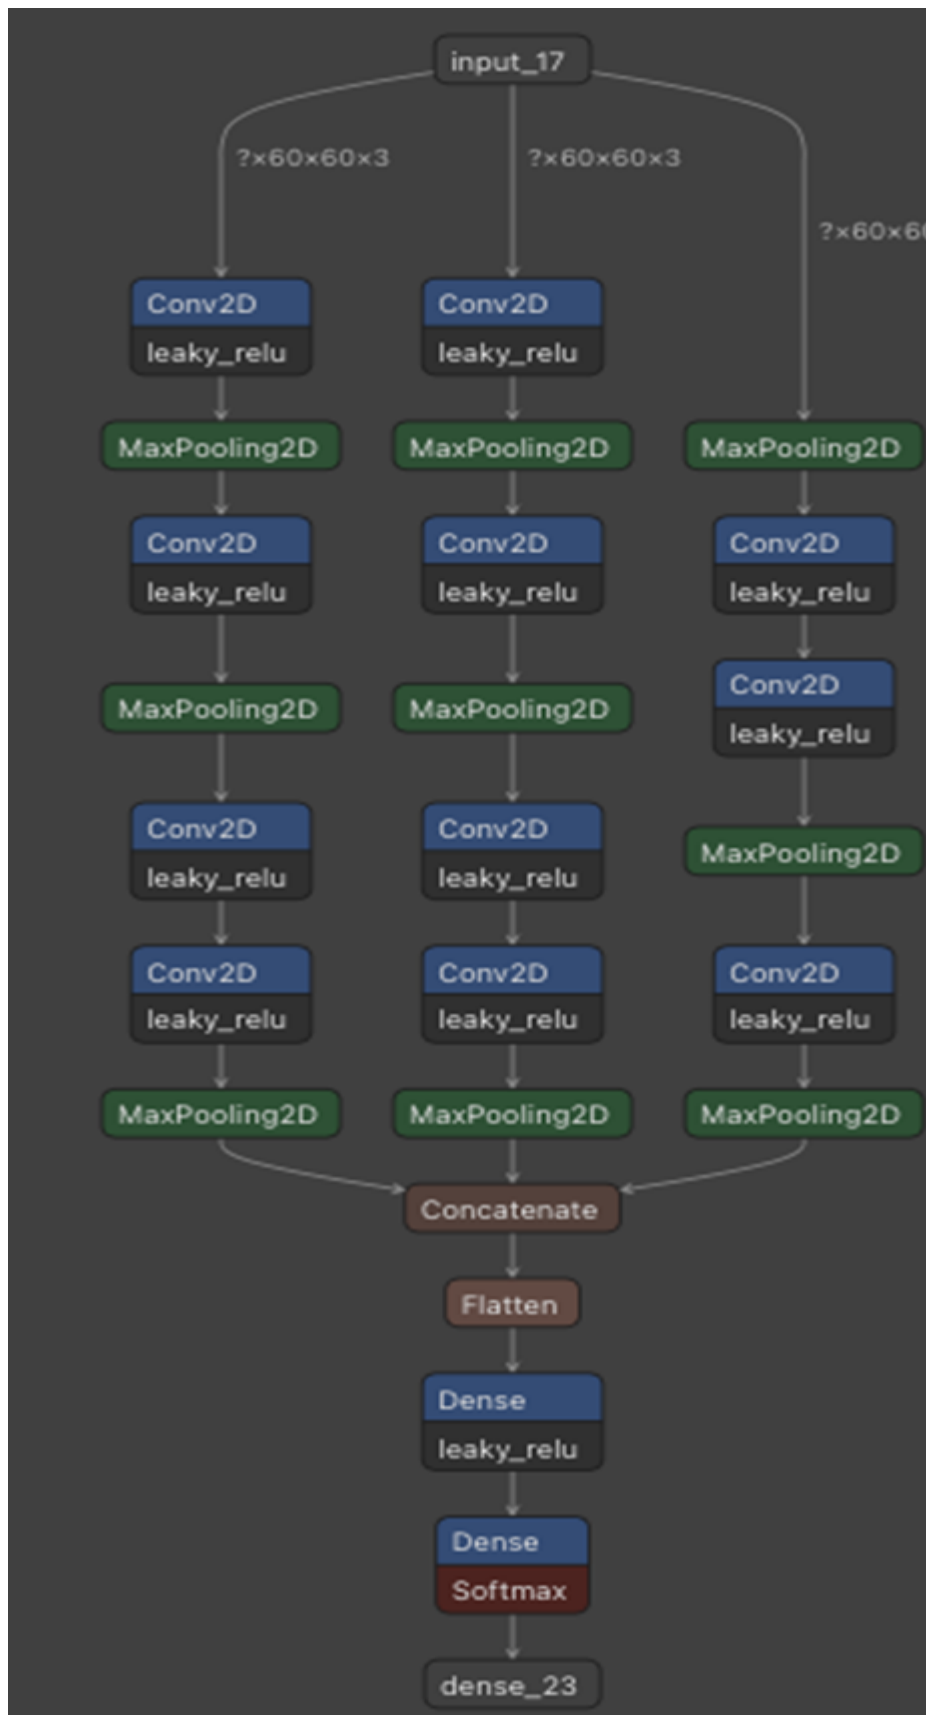 input_17
?×60×60×3
?×60×60×3
?×60×60
Conv2D
leaky_relu
Conv2D
leaky_relu
MaxPooling2D
MaxPooling2D
MaxPooling2D
Conv2D
leaky_relu
Conv2D
leaky_relu
Conv2D
leaky_relu
MaxPooling2D
MaxPooling2D
Conv2D
leaky_relu
Conv2D
leaky_relu
Conv2D
leaky_relu
MaxPooling2D
Conv2D
leaky_relu
Conv2D
leaky_relu
Conv2D
leaky_relu
MaxPooling2D
MaxPooling2D
MaxPooling2D
Concatenate
Flatten
Dense
leaky_relu
Dense
Softmax
dense_23